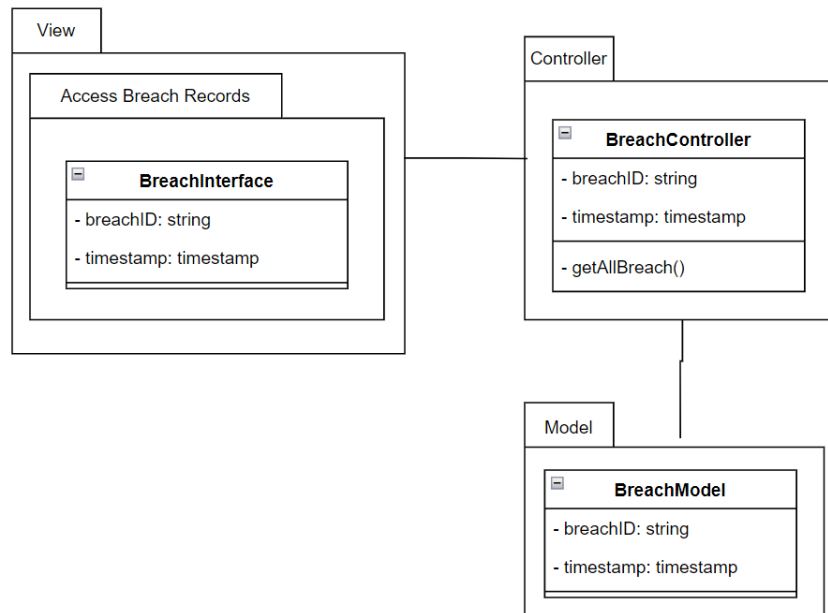 View
Access Breach Records
BreachInterface
- breachID: string
- timestamp: timestamp
Controller
BreachController
- breachID: string
- timestamp: timestamp
- getAllBreach()
Model
BreachModel
- breachID: string
- timestamp: timestamp